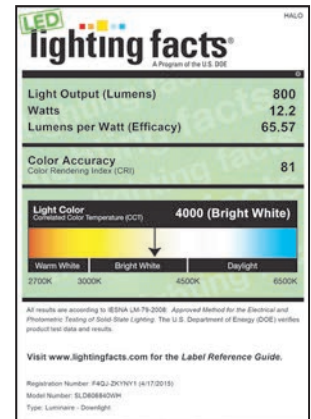 HALO
LED
lighting facts®
A Program of the U.S. DOE
Light Output (Lumens) 800
Watts 12.2
Lumens per Watt (Efficacy) 65.57
Color Accuracy 81
Color Rendering Index (CRI)
Light Color
Correlated Color Temperature (CCT) 4000 (Bright White)
Warm White Bright White Daylight
2700K 3000K 4500K 6500K
All results are according to IESNA LM-79-2008: Approved Method for the Electrical and
Photometric Testing of Solid-State Lighting. The U.S. Department of Energy (DOE) verifies
product test data and results.
Visit www.lightingfacts.com for the Label Reference Guide.
Registration Number: F4QJ-ZKYNY1 (4/17/2015)
Model Number: SLD606840WH
Type: Luminaire - Downlight